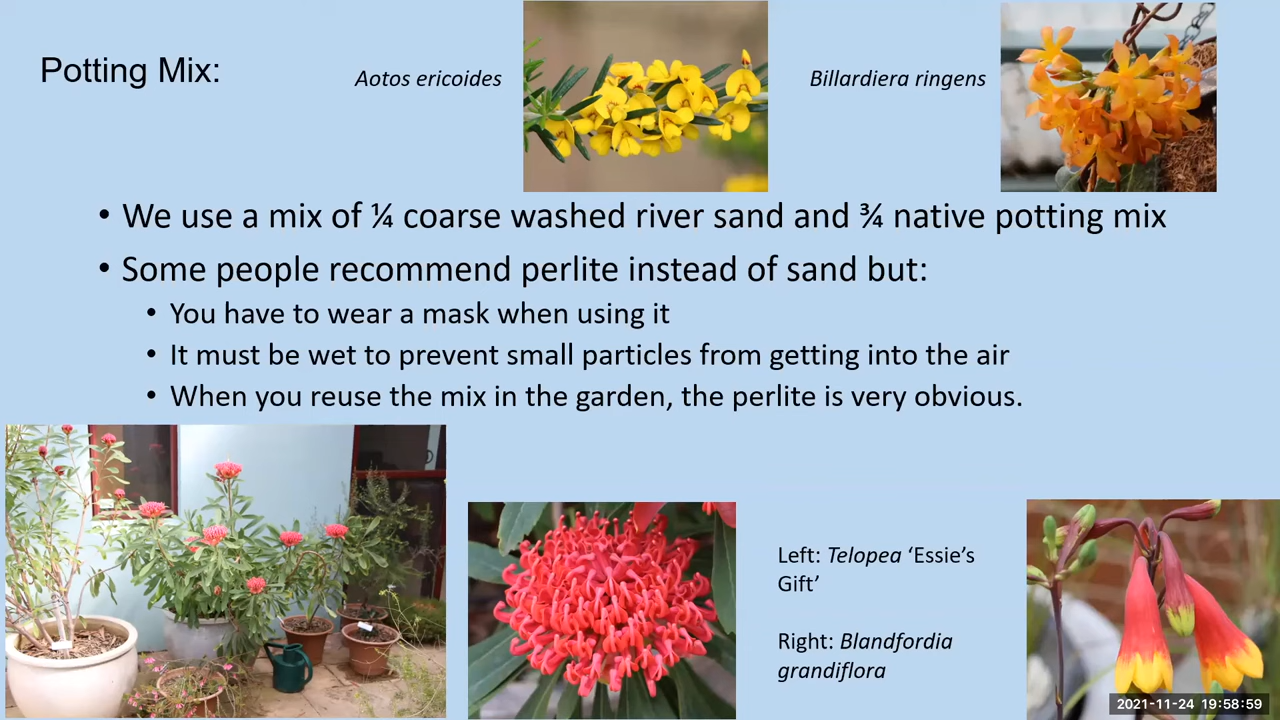 Potting Mix:
Aotos ericoides
Billardiera ringens
• We use a mix of ¼ coarse washed river sand and ¾ native potting mix
• Some people recommend perlite instead of sand but:
• You have to wear a mask when using it
• It must be wet to prevent small particles from getting into the air
• When you reuse the mix in the garden, the perlite is very obvious.
Left: Telopea ‘Essie’s
Gift’
Right: Blandfordia
grandiflora
2021-11-24 19:58:59